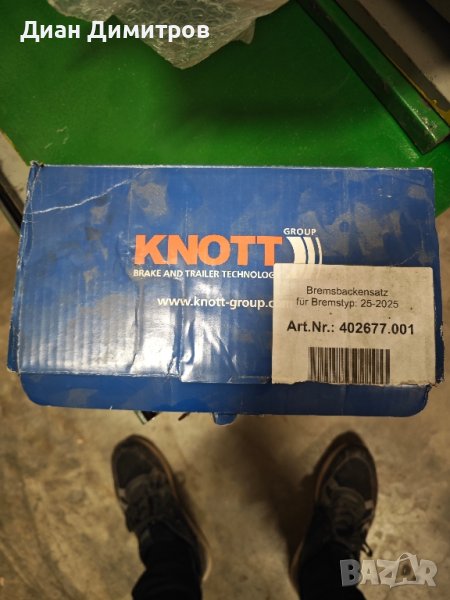 Диан Димитров
KNOTT
GROUP
BRAKE AND TRAILER TECHNOLOG
www.knott-group.c
Bremsbackensatz
für Bremstyp: 25-2025
Art.Nr.: 402677.001
BAZAR